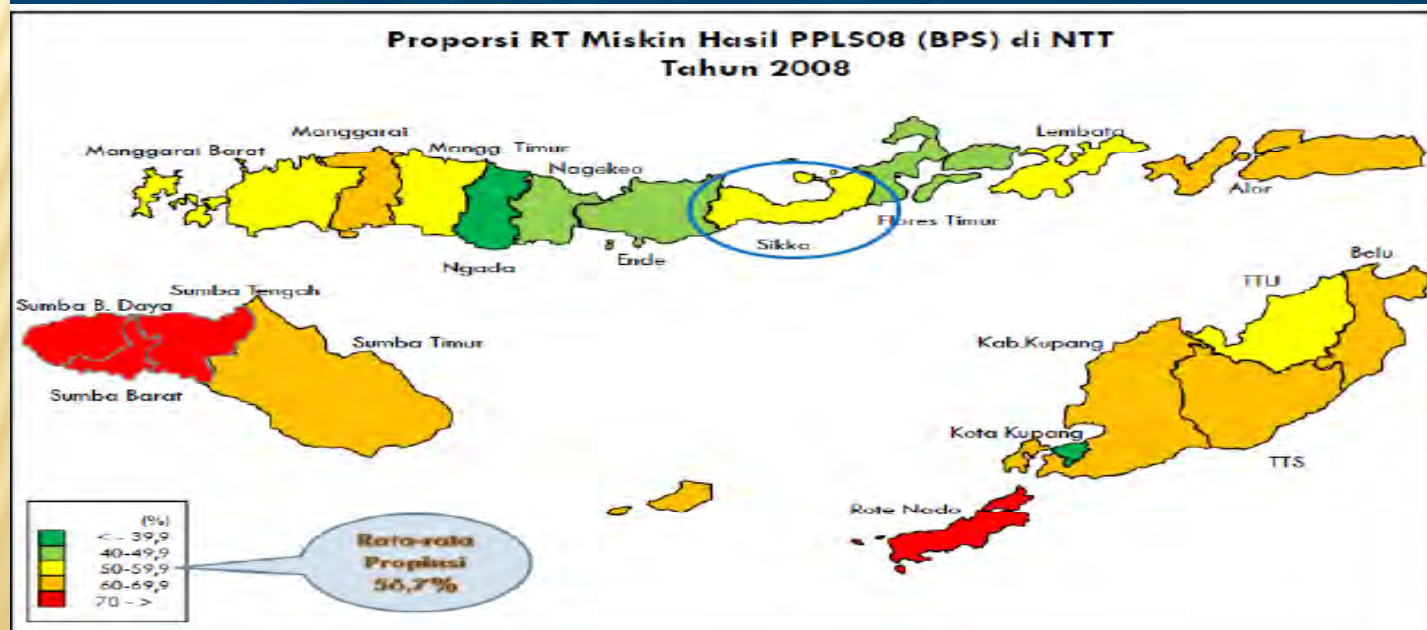 Proporsi RT Miskin Hasil PPLS08 (BPS) di NTT
Tahun 2008
Manggarai
Lembata
Manggarai Barat
Mangg. Timur
Nagekeo
Alor
Flores Timur
Sikka
Ende
Ngada
Belu
Sumba Tengah
TTU
Sumba B. Daya
Sumba Timur
Kab.Kupang
Sumba Barat
Kota Kupang
TTS
Rote Ndao
(%)
< - 39,9
40-49,9
50-59,9
60-69,9
70 - >
Rata-rata
Propinsi
56,7%